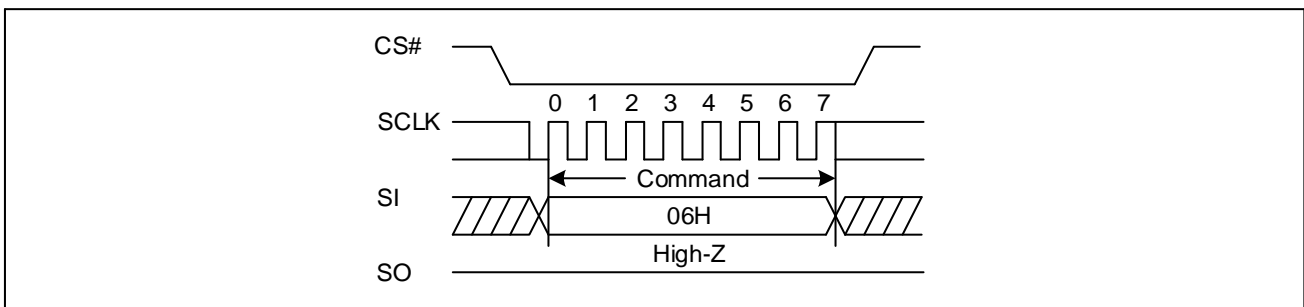 CS#
0 1 2 3 4 5 6 7
SCLK
Command
SI
06H
High-Z
SO